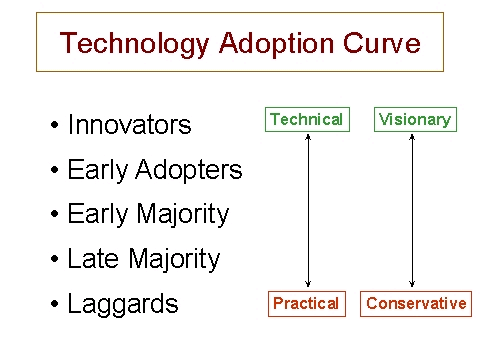 Technology Adoption Curve
• Innovators
• Early Adopters
• Early Majority
• Late Majority
• Laggards
Technical
Visionary
Practical
Conservative